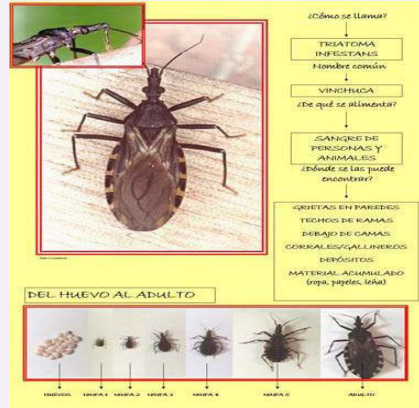 ¿Cómo se llama?
TRIATOMA
INFESTANS
Nombre común
VINCHUCA
¿De qué se alimenta?
SANGRE DE
PERSONAS Y
ANIMALES
¿Dónde se las puede
encontrar?
GRIETAS EN PAREDES
TECHOS DE RAMAS
DEBAJO DE CAMAS
CORRALES/GALLINEROS
DEPÓSITOS
MATERIAL ACUMULADO
(ropa, papeles, leña)
DEL HUEVO AL ADULTO
HUEVOS
NINFA 1
NINFA 2
NINFA 3
NINFA 4
NINFA 5
ADULTO